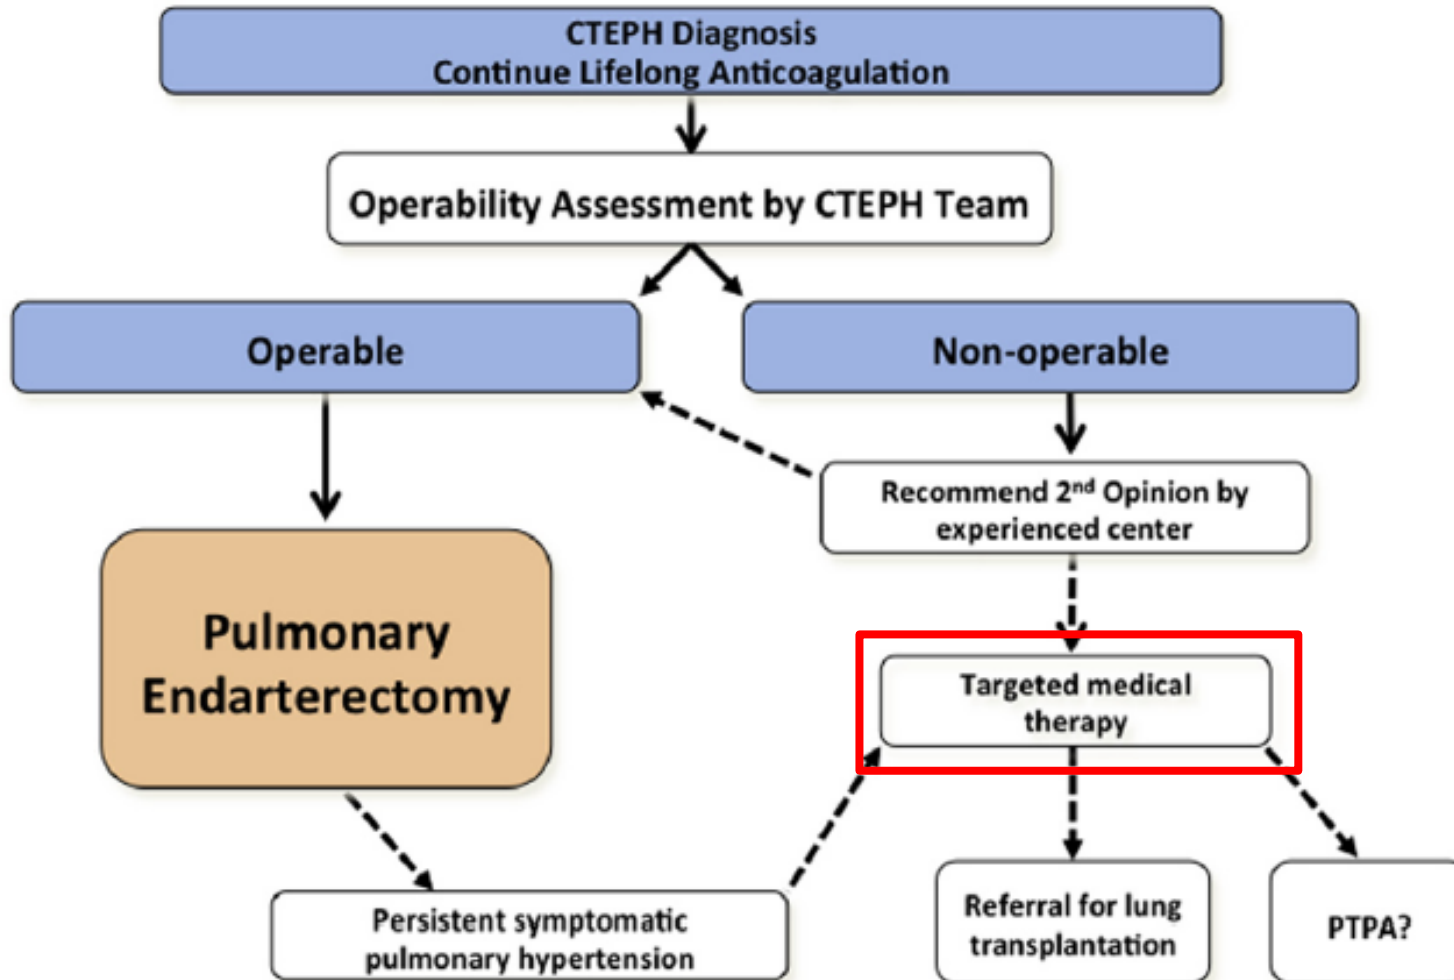 CTEPH Diagnosis
Continue Lifelong Anticoagulation
Operability Assessment by CTEPH Team
Operable
Non-operable
Recommend 2nd Opinion by
experienced center
Pulmonary
Endarterectomy
Targeted medical
therapy
Persistent symptomatic
pulmonary hypertension
Referral for lung
transplantation
PTPA?